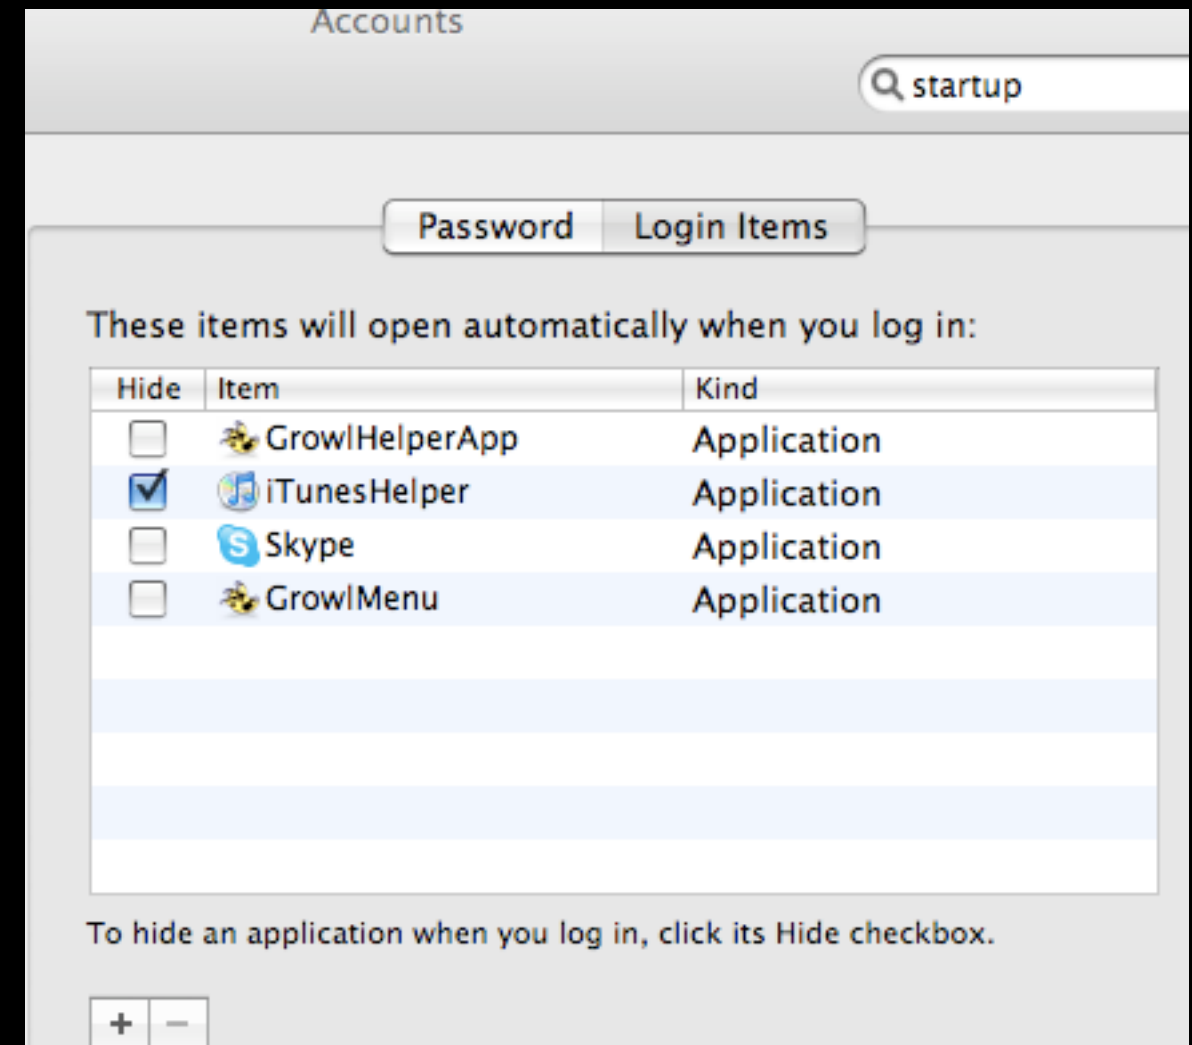 Accounts
startup
Password Login Items
These items will open automatically when you log in:
Hide Item Kind
GrowlHelperApp Application
iTunesHelper Application
Skype Application
GrowlMenu Application
To hide an application when you log in, click its Hide checkbox.
+ −